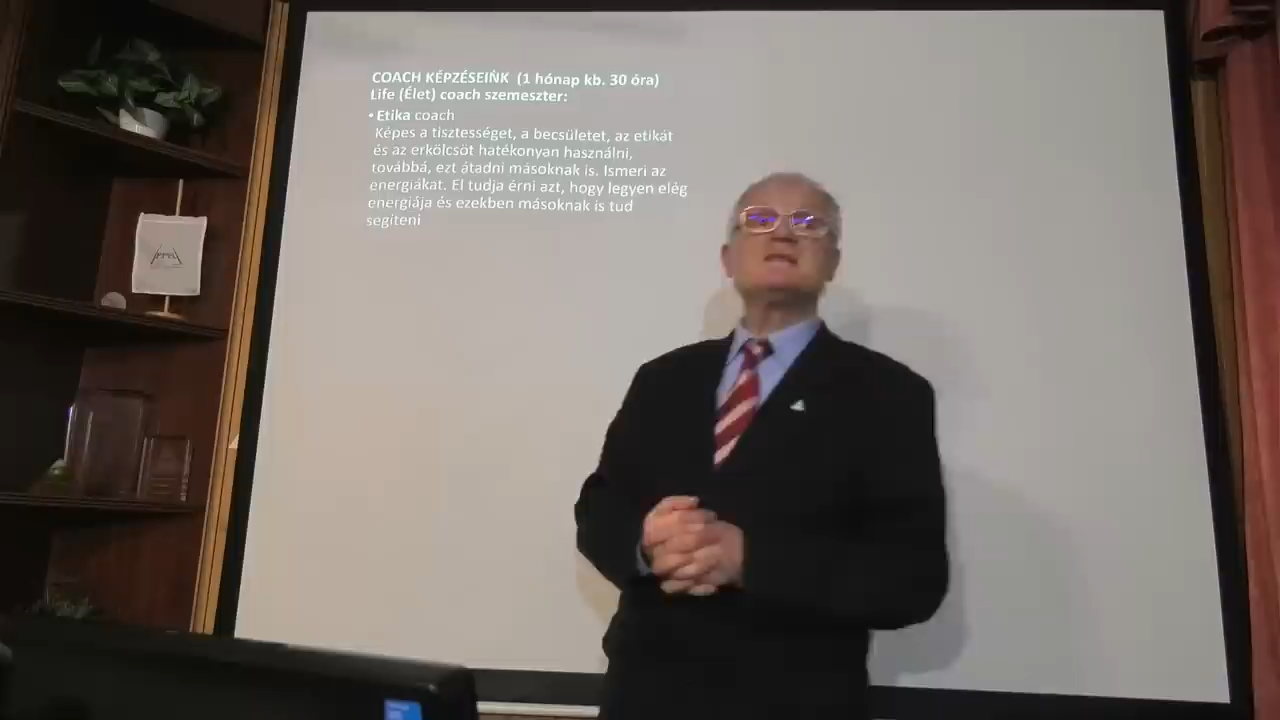 COACH KÉPZÉSEINK (1 hónap kb. 30 óra)
Life (Élet) coach szemeszter:
• Etika coach
Képes a tisztességet, a becsületet, az etikát
és az erkölcsöt hatékonyan használni,
továbbá, ezt átadni másoknak is. Ismeri az
energiákat. El tudja érni azt, hogy legyen elég
energiája és ezekben másoknak is tud
segíteni